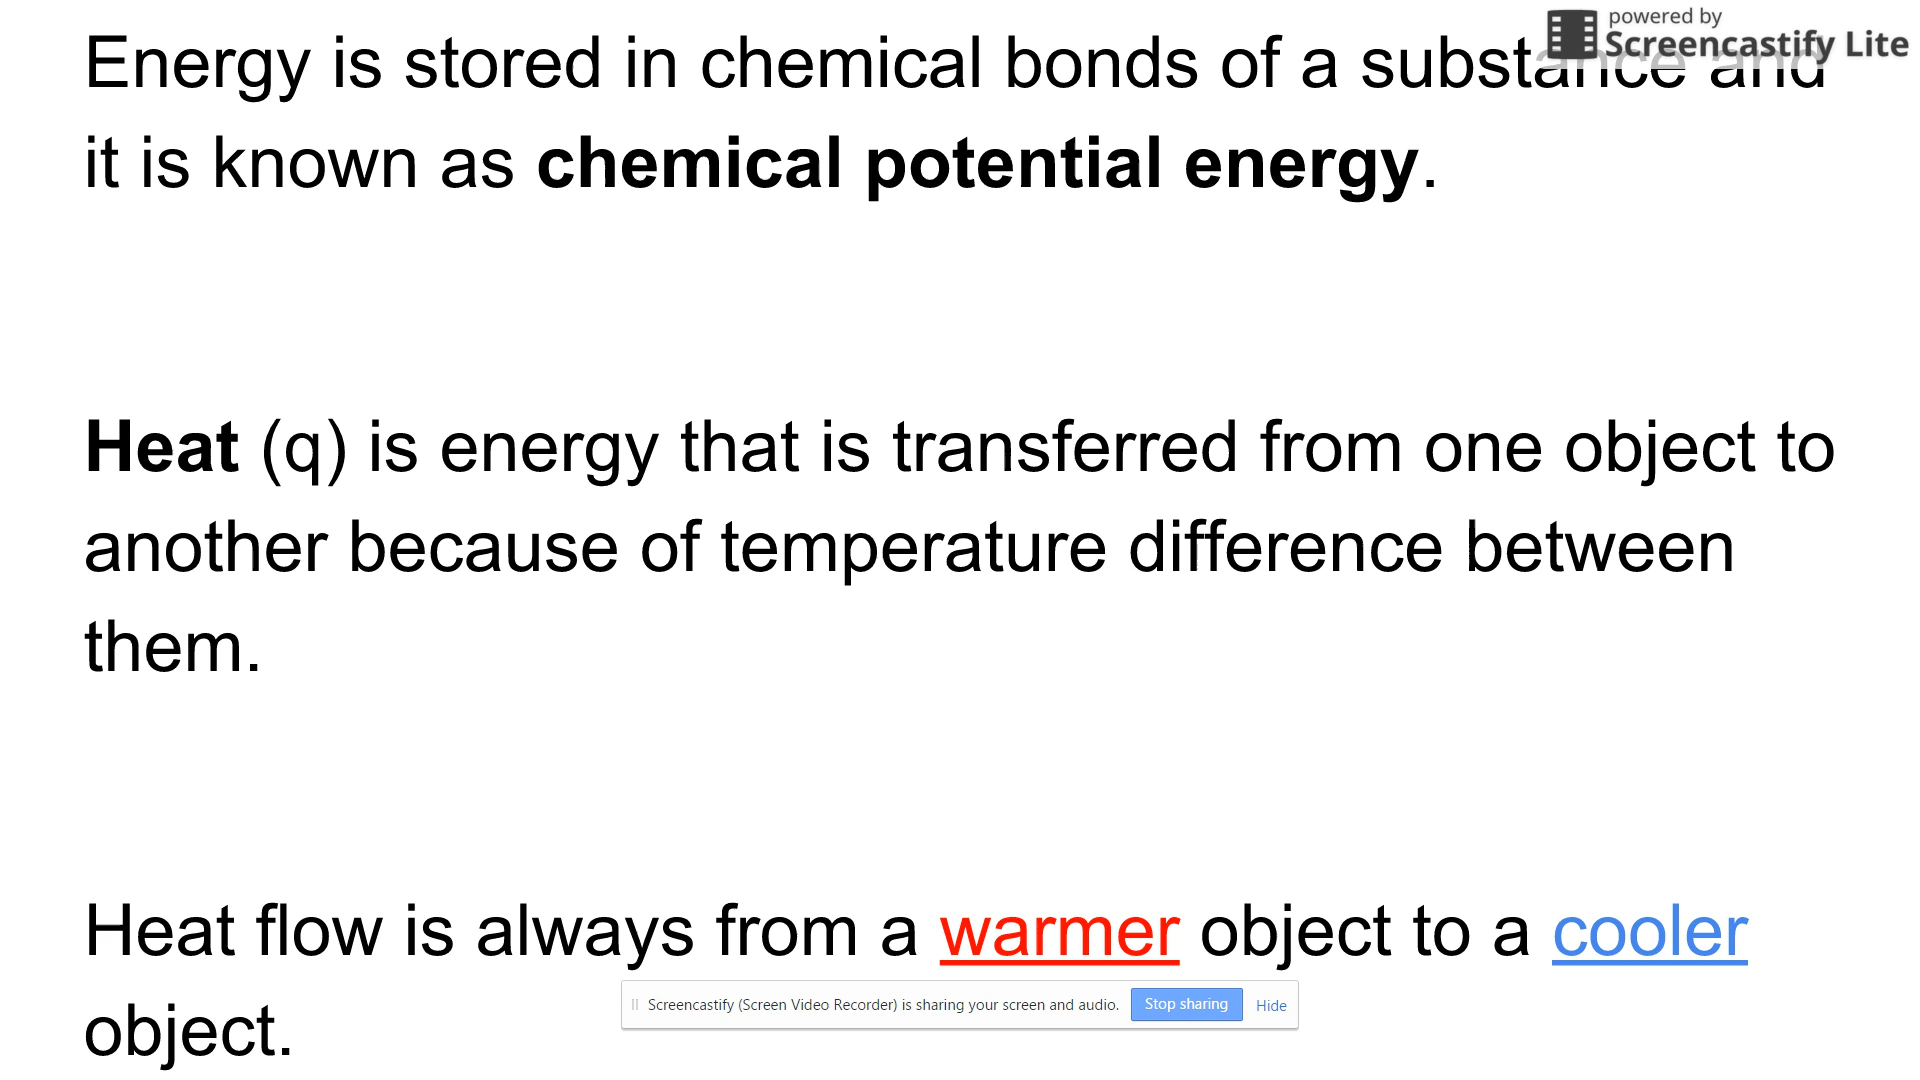 powered by
Screencastify Lite
Energy is stored in chemical bonds of a substance and
it is known as chemical potential energy.
Heat (q) is energy that is transferred from one object to
another because of temperature difference between
them.
Heat flow is always from a warmer object to a cooler
object.
Screencastify (Screen Video Recorder) is sharing your screen and audio. Stop sharing Hide